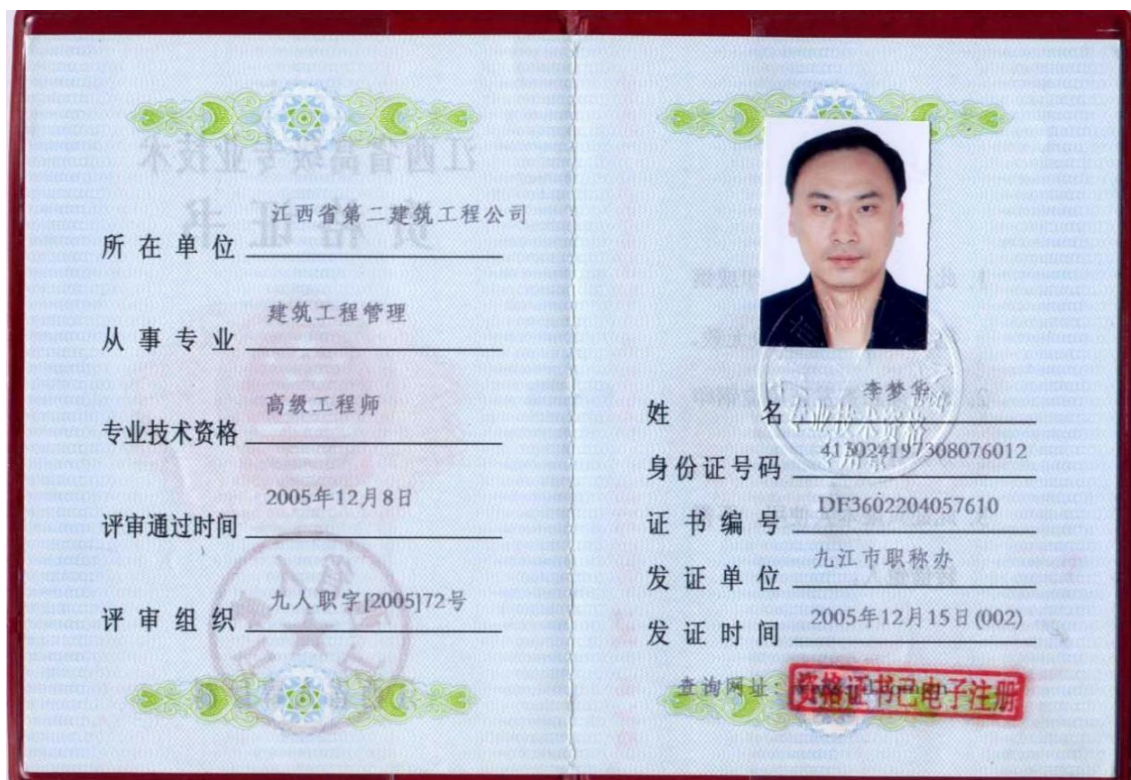 江西省第二建筑工程公司
所在单位
建筑工程管理
从事专业
高级工程师
专业技术资格
2005年12月8日
评审通过时间
九人职字[2005]72号
评审组织
李梦华
姓名
专业技术资格
413024197308076012
身份证号码
DF3602204057610
证书编号
九江市职称办
发证单位
2005年12月15日(002)
发证时间
查询网址:
资格证书已电子注册